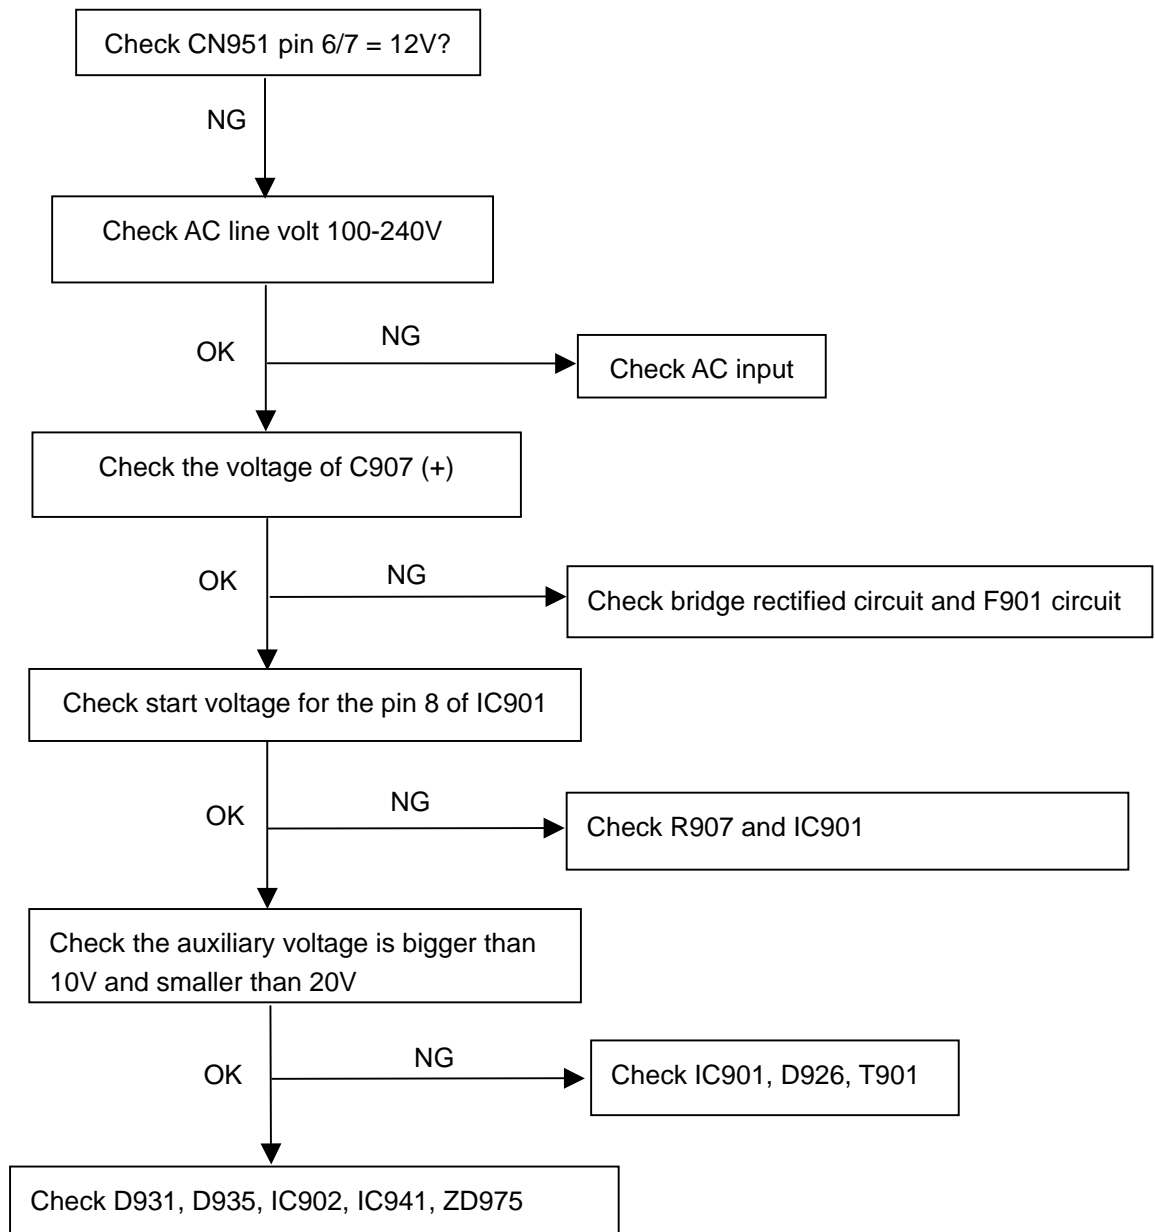 Check CN951 pin 6/7 = 12V?
NG
Check AC line volt 100-240V
OK
NG
Check AC input
Check the voltage of C907 (+)
OK
NG
Check bridge rectified circuit and F901 circuit
Check start voltage for the pin 8 of IC901
OK
NG
Check R907 and IC901
Check the auxiliary voltage is bigger than
10V and smaller than 20V
OK
NG
Check IC901, D926, T901
Check D931, D935, IC902, IC941, ZD975